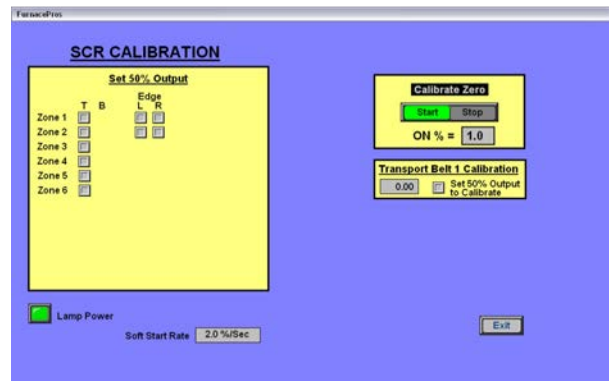 FurnacePros
SCR CALIBRATION
Set 50% Output
Edge
T B L R
Zone 1
Zone 2
Zone 3
Zone 4
Zone 5
Zone 6
Lamp Power
Soft Start Rate 2.0 %/Sec
Calibrate Zero
Start Stop
ON % = 1.0
Transport Belt 1 Calibration
0.00 Set 50% Output
to Calibrate
Exit